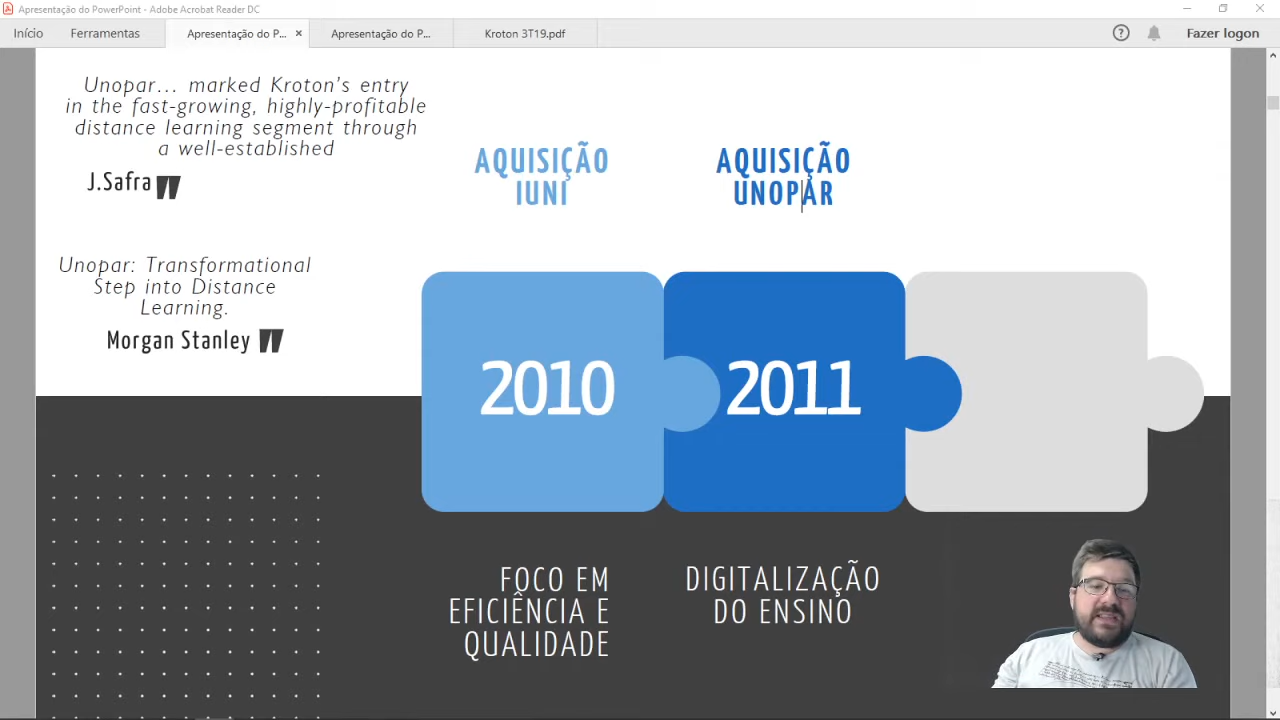 Apresentação do PowerPoint - Adobe Acrobat Reader DC
Início
Ferramentas
Apresentação do P...
Apresentação do P...
Kroton 3T19.pdf
Fazer logon
Unopar... marked Kroton's entry
in the fast-growing, highly-profitable
distance learning segment through
a well-established
J.Safra
Unopar: Transformational
Step into Distance
Learning.
Morgan Stanley
AQUISIÇÃO
IUNI
AQUISIÇÃO
UNOPAR
2010
2011
FOCO EM
EFICIÊNCIA E
QUALIDADE
DIGITALIZAÇÃO
DO ENSINO